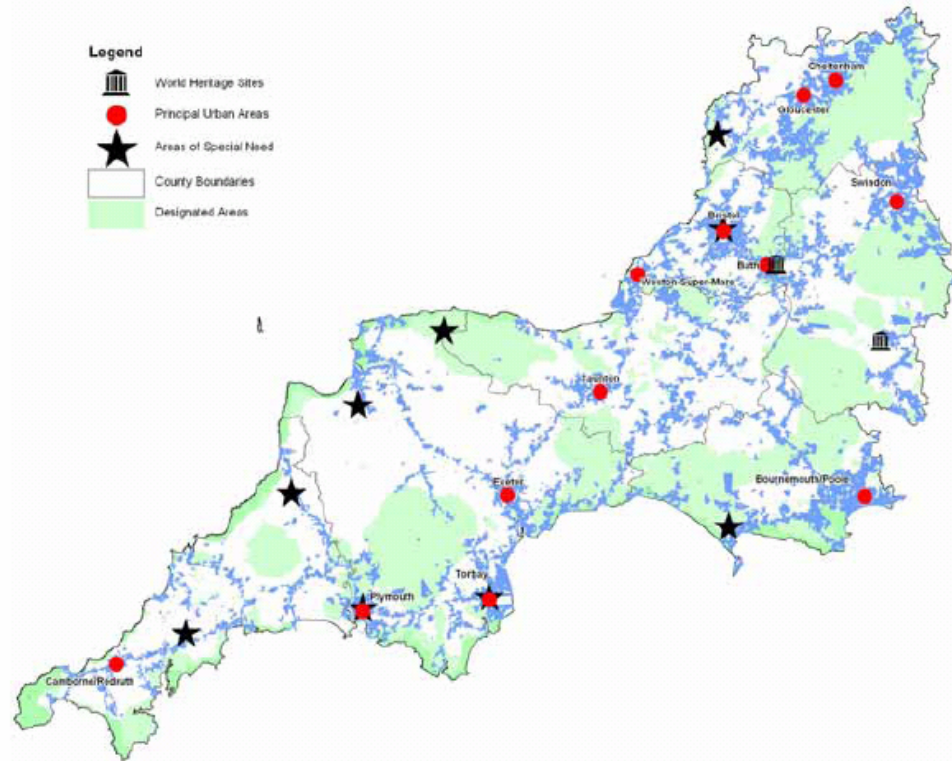 Legend
World Heritage Sites
Principal Urban Areas
Areas of Special Need
County Boundaries
Designated Areas
Cheltenham
Gloucester
Swindon
Bristol
Bath
Weston-Super-Mare
Taunton
Exeter
Bournemouth/Poole
Torbay
Plymouth
Camborne/Redruth